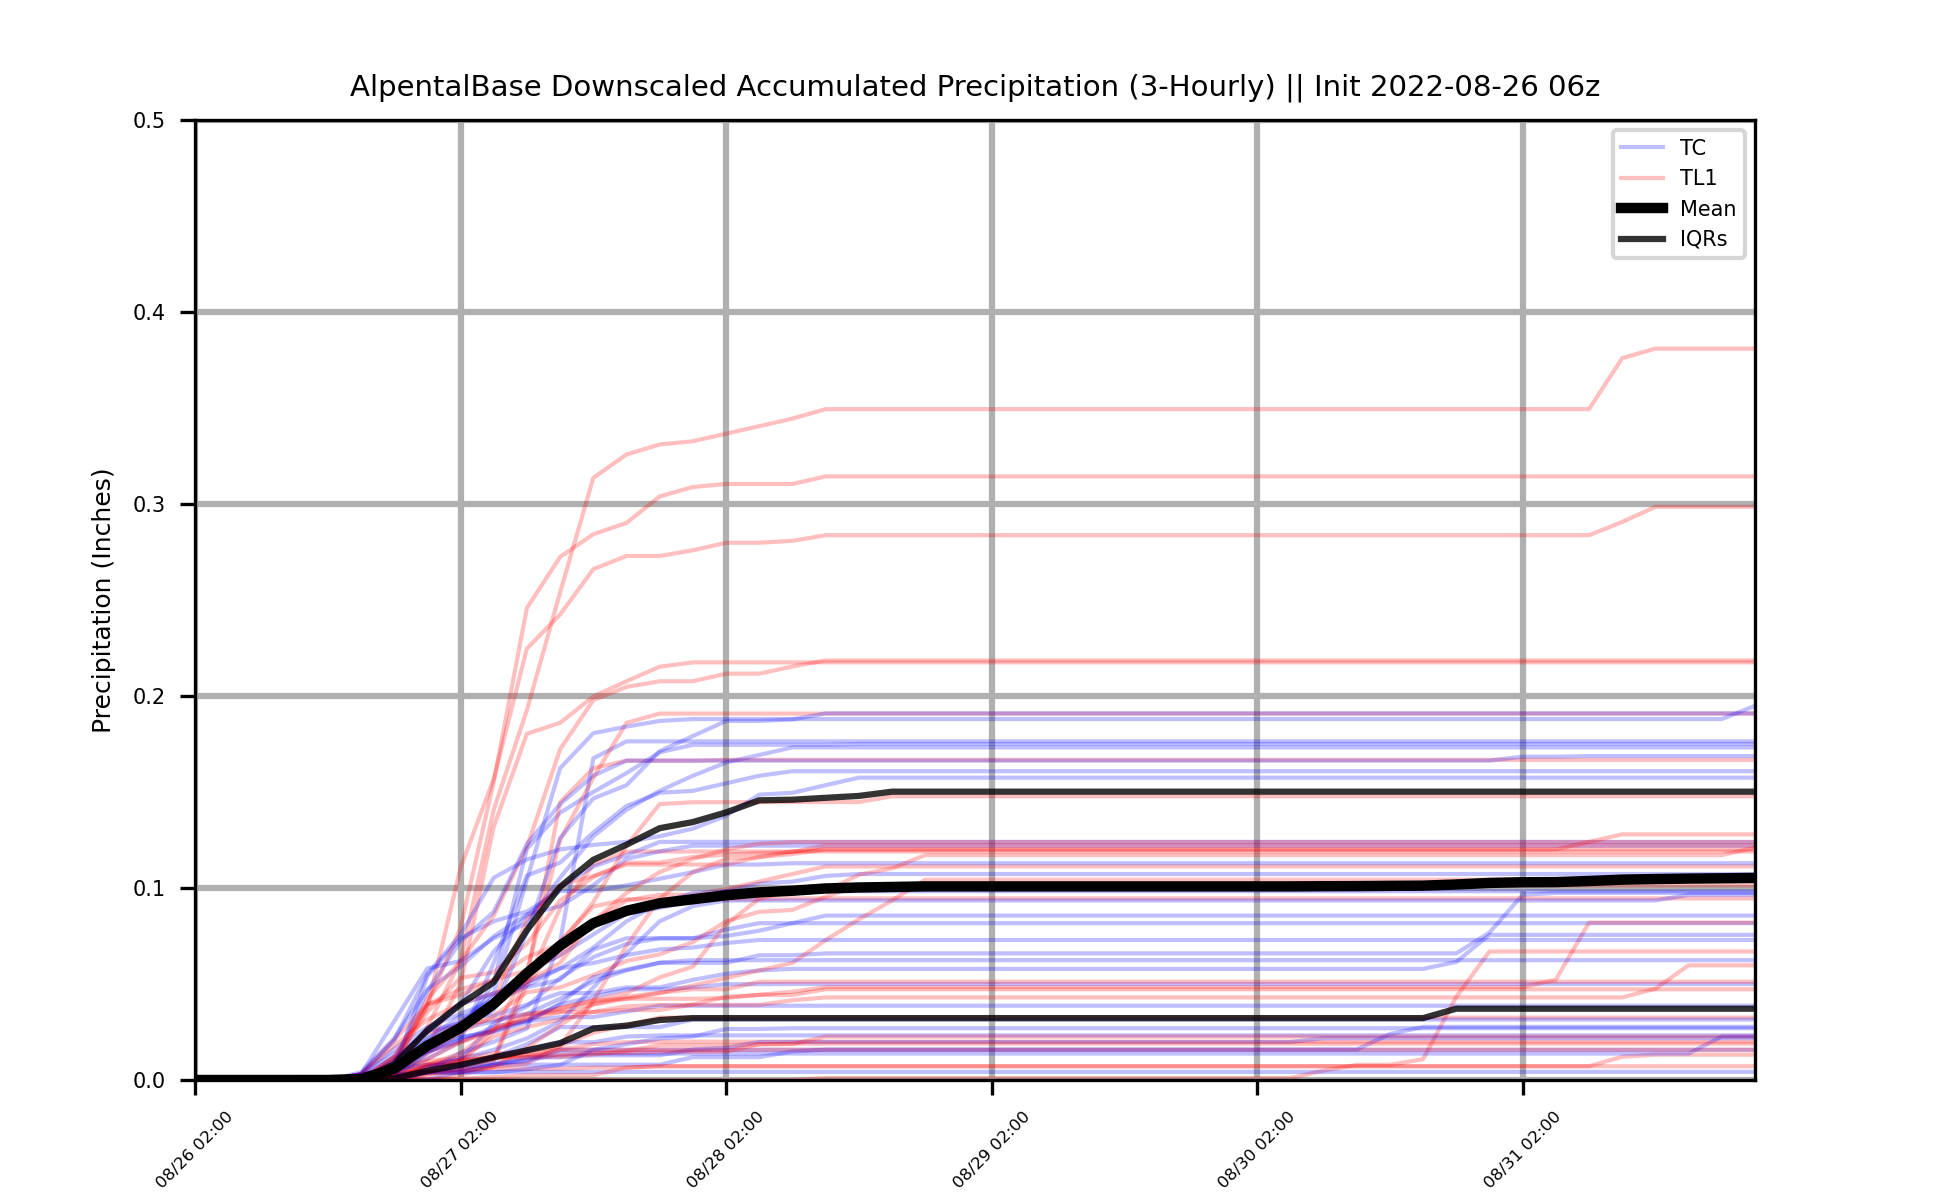 AlpentalBase Downscaled Accumulated Precipitation (3-Hourly) || Init 2022-08-26 06z
TC
TL1
Mean
IQRs
Precipitation (Inches)
0.5
0.4
0.3
0.2
0.1
0.0
08/26 02:00
08/27 02:00
08/28 02:00
08/29 02:00
08/30 02:00
08/31 02:00